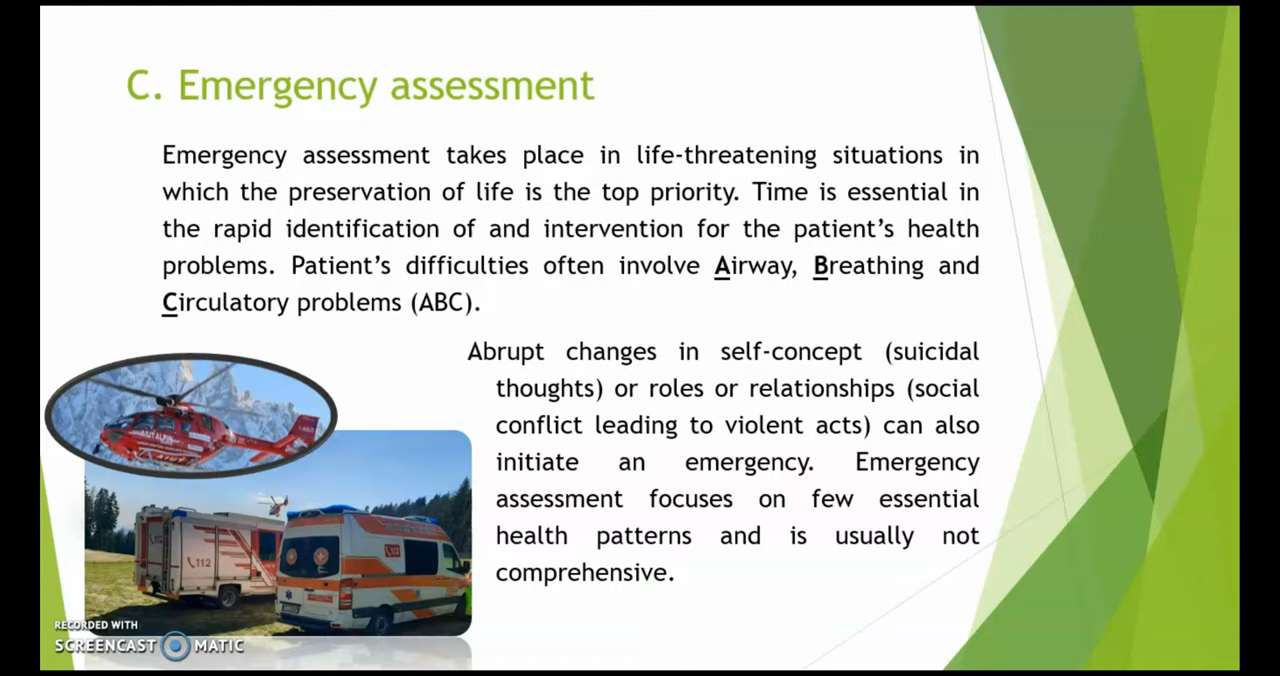 C. Emergency assessment
Emergency assessment takes place in life-threatening situations in
which the preservation of life is the top priority. Time is essential in
the rapid identification of and intervention for the patient’s health
problems. Patient’s difficulties often involve Airway, Breathing and
Circulatory problems (ABC).
Abrupt changes in self-concept (suicidal
thoughts) or roles or relationships (social
conflict leading to violent acts) can also
initiate an emergency. Emergency
assessment focuses on few essential
health patterns and is usually not
comprehensive.
112
112
RECORDED WITH
SCREENCAST MATIC